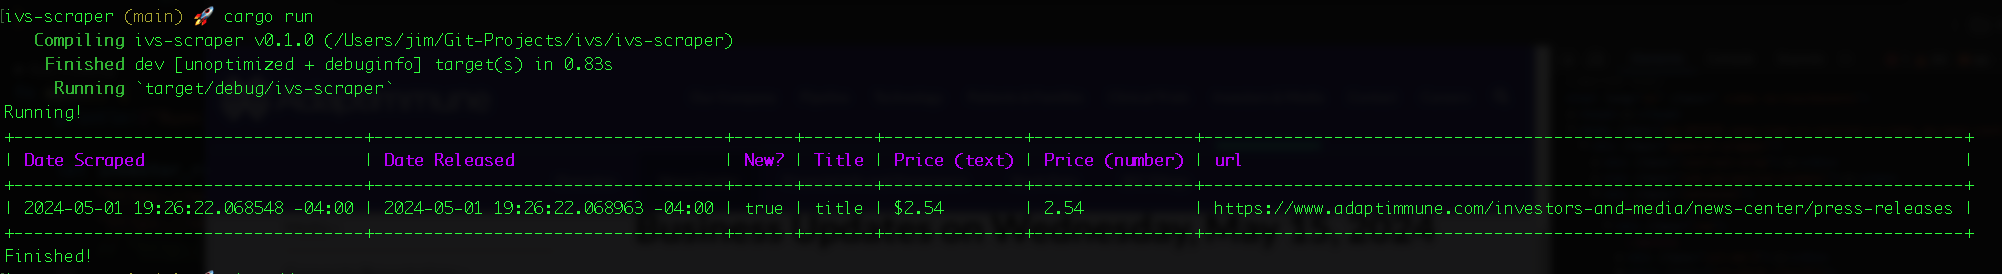 ivs-scraper (main) 🚀 cargo run
Compiling ivs-scraper v0.1.0 (/Users/jim/Git-Projects/ivs/ivs-scraper)
Finished dev [unoptimized + debuginfo] target(s) in 0.83s
Running `target/debug/ivs-scraper`
Running!
| Date Scraped | Date Released | New? | Title | Price (text) | Price (number) | url |
| 2024-05-01 19:26:22.068548 -04:00 | 2024-05-01 19:26:22.068963 -04:00 | true | title | $2.54 | 2.54 | https://www.adaptimmune.com/investors-and-media/news-center/press-releases |
Finished!